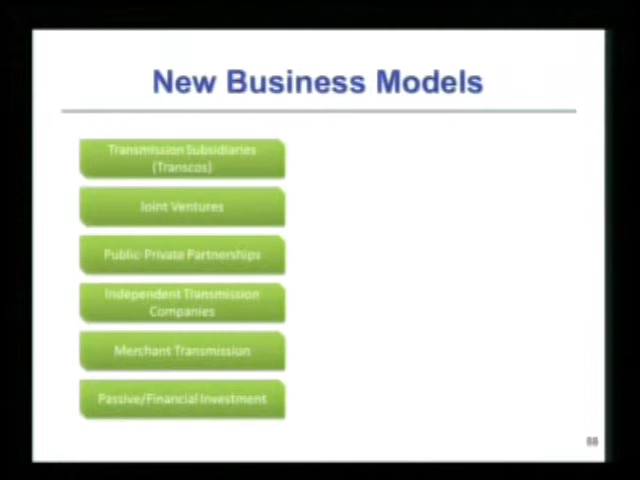 New Business Models
Transmission Subsidiaries
(Transcos)
Joint Ventures
Public-Private Partnerships
Independent Transmission
Companies
Merchant Transmission
Passive/Financial Investment